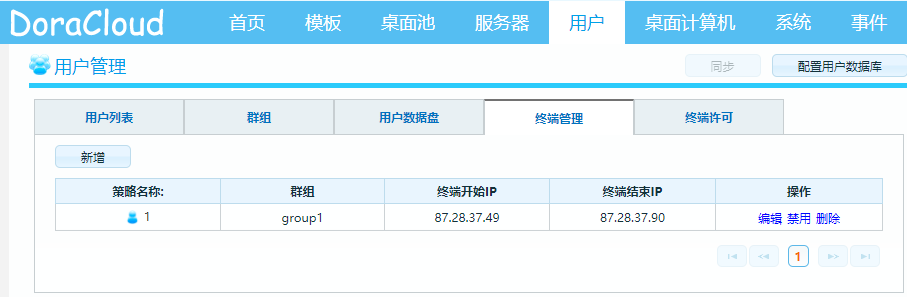 DoraCloud 首页 模板 桌面池 服务器 用户 桌面计算机 系统 事件
用户管理 同步 配置用户数据库
用户列表 群组 用户数据盘 终端管理 终端许可
新增
策略名称: 群组 终端开始IP 终端结束IP 操作
1 group1 87.28.37.49 87.28.37.90 编辑 禁用 删除
1